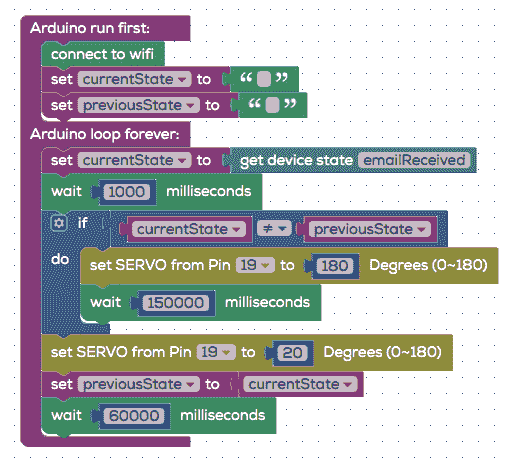 Arduino run first:
connect to wifi
set currentState to “ ”
set previousState to “ ”
Arduino loop forever:
set currentState to get device state emailReceived
wait 1000 milliseconds
if currentState ≠ previousState
do set SERVO from Pin 19 to 180 Degrees (0~180)
wait 150000 milliseconds
set SERVO from Pin 19 to 20 Degrees (0~180)
set previousState to currentState
wait 60000 milliseconds